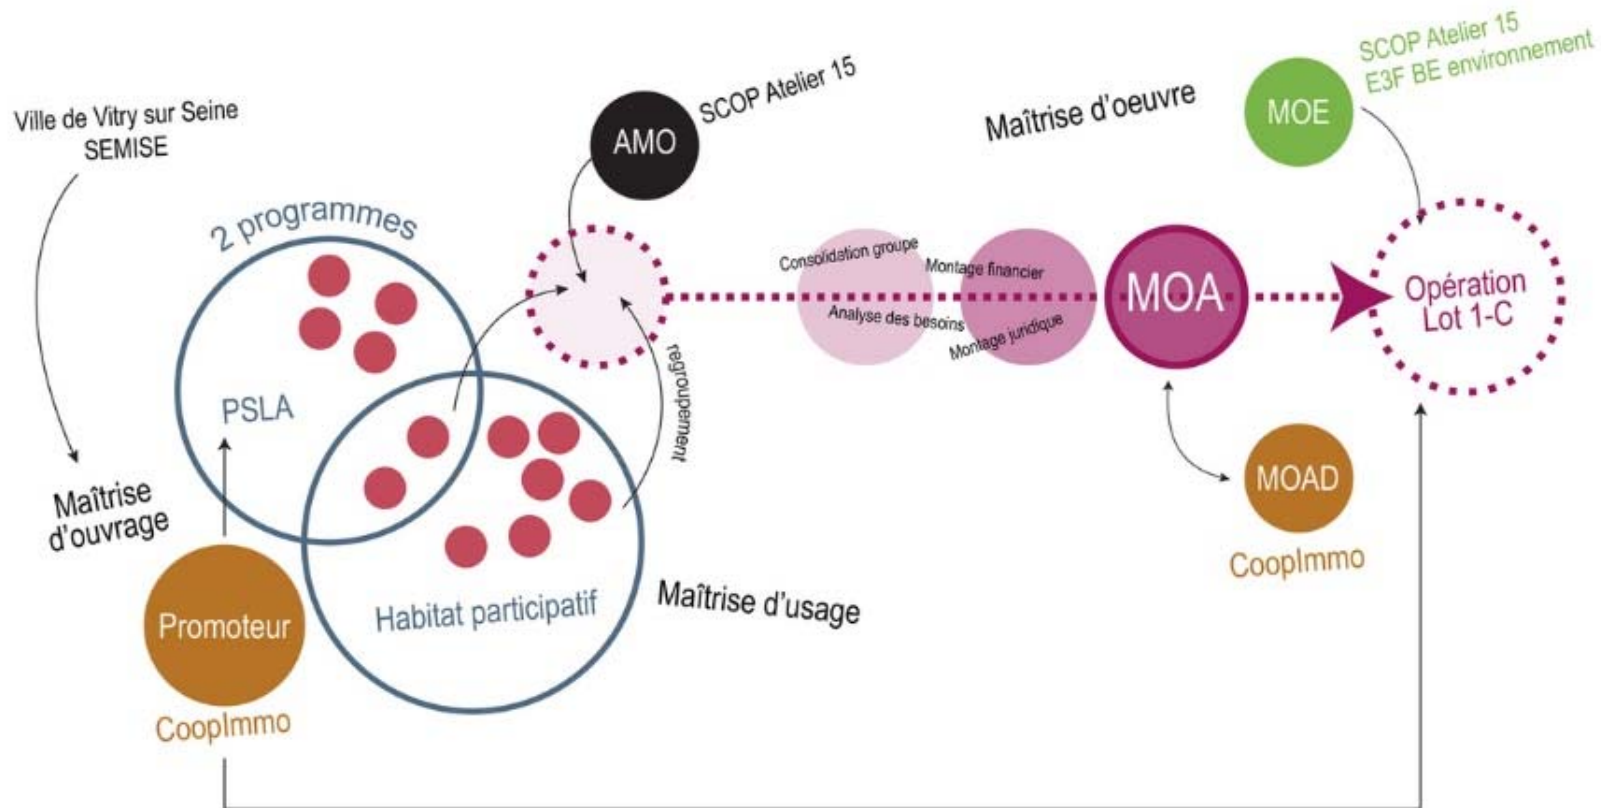 Ville de Vitry sur Seine
SEMISE
2 programmes
PSLA
Maîtrise
d'ouvrage
Promoteur
CoopImmo
Habitat participatif
Maîtrise d'usage
AMO
SCOP Atelier 15
regroupement
Consolidation groupe
Analyse des besoins
Montage financier
Montage juridique
MOA
Maîtrise d'oeuvre
MOE
SCOP Atelier 15
E3F BE environnement
Opération
Lot 1-C
MOAD
CoopImmo